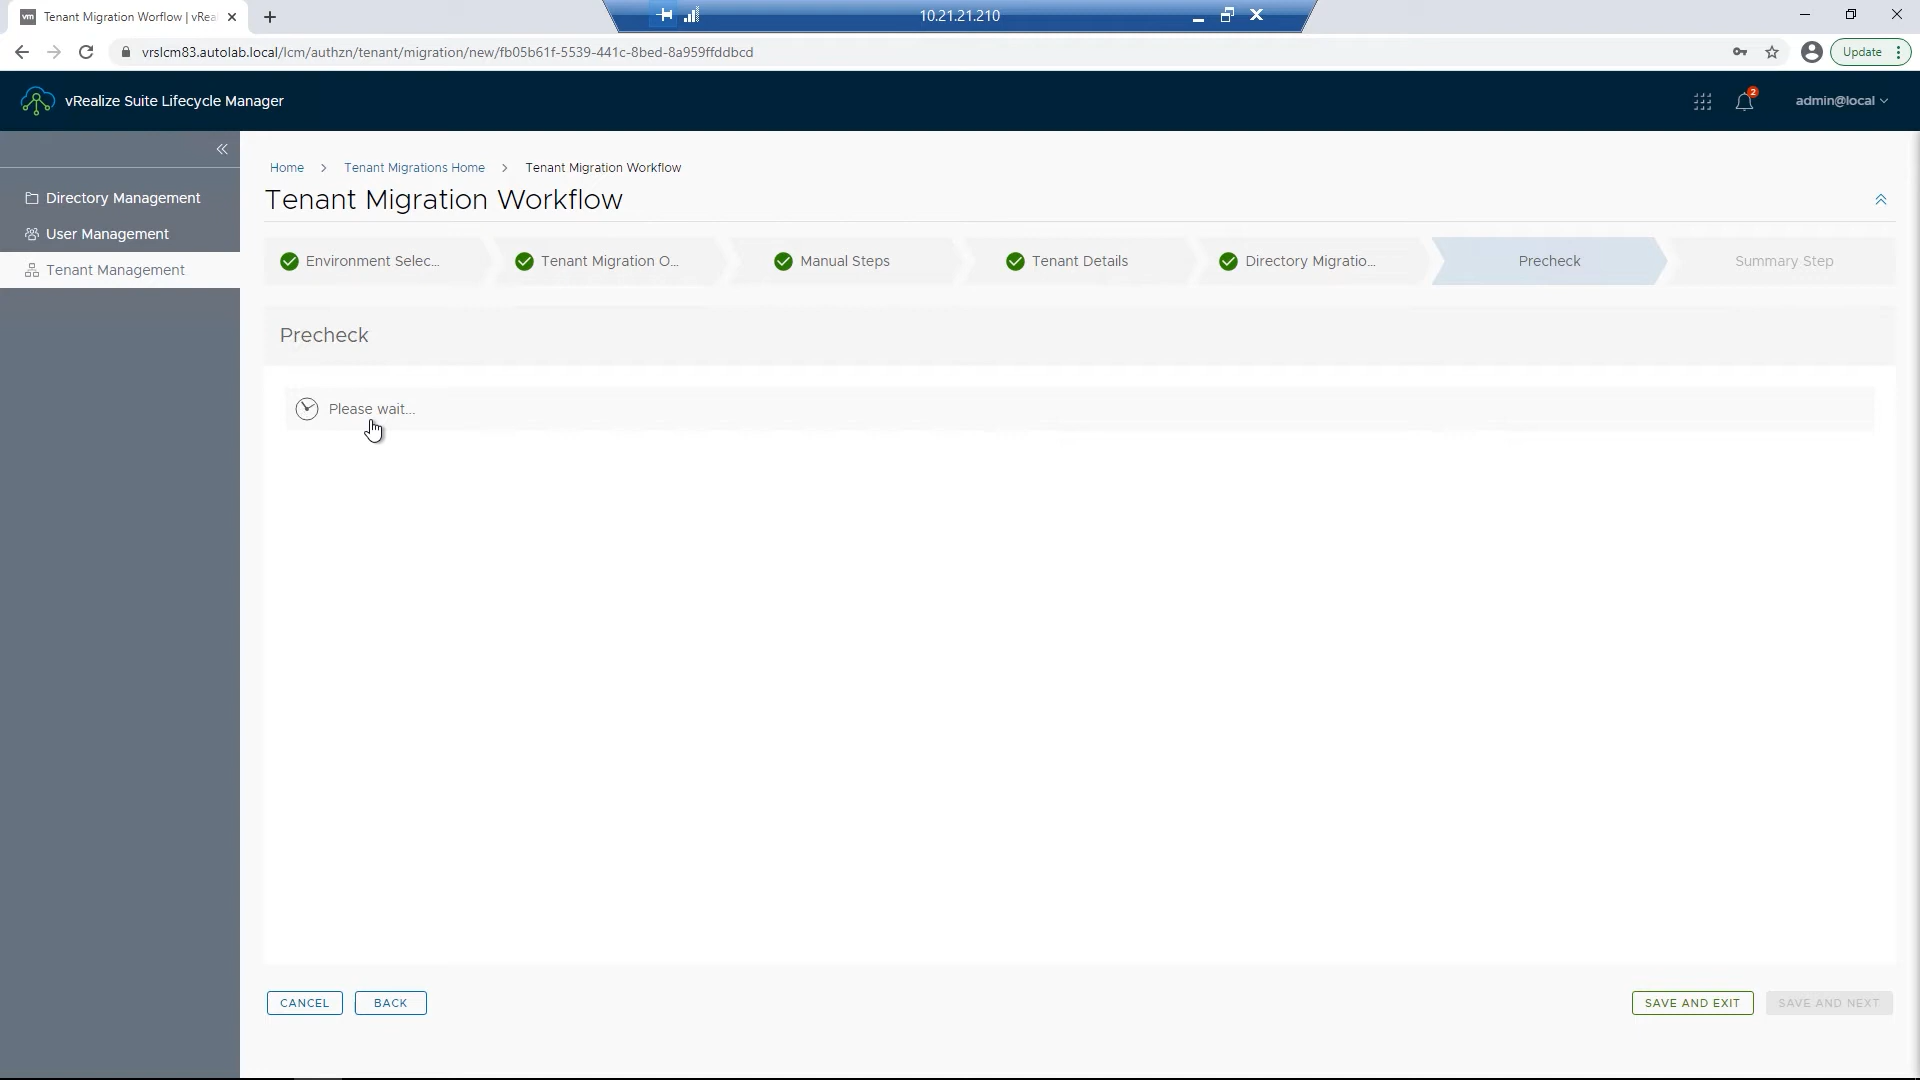 vm Tenant Migration Worflow | vRea
10.21.21.210
vrslcm83.autolab.local/lcm/authzn/tenant/migration/new/fb05b61f-5539-441c-8bed-8a959ffddbcd
Update
vRealize Suite Lifecycle Manager
2
admin@local
Directory Management
User Management
Tenant Management
Home > Tenant Migrations Home > Tenant Migration Workflow
Tenant Migration Workflow
Environment Selec...
Tenant Migration O...
Manual Steps
Tenant Details
Directory Migratio...
Precheck
Summary Step
Precheck
Please wait...
CANCEL
BACK
SAVE AND EXIT
SAVE AND NEXT